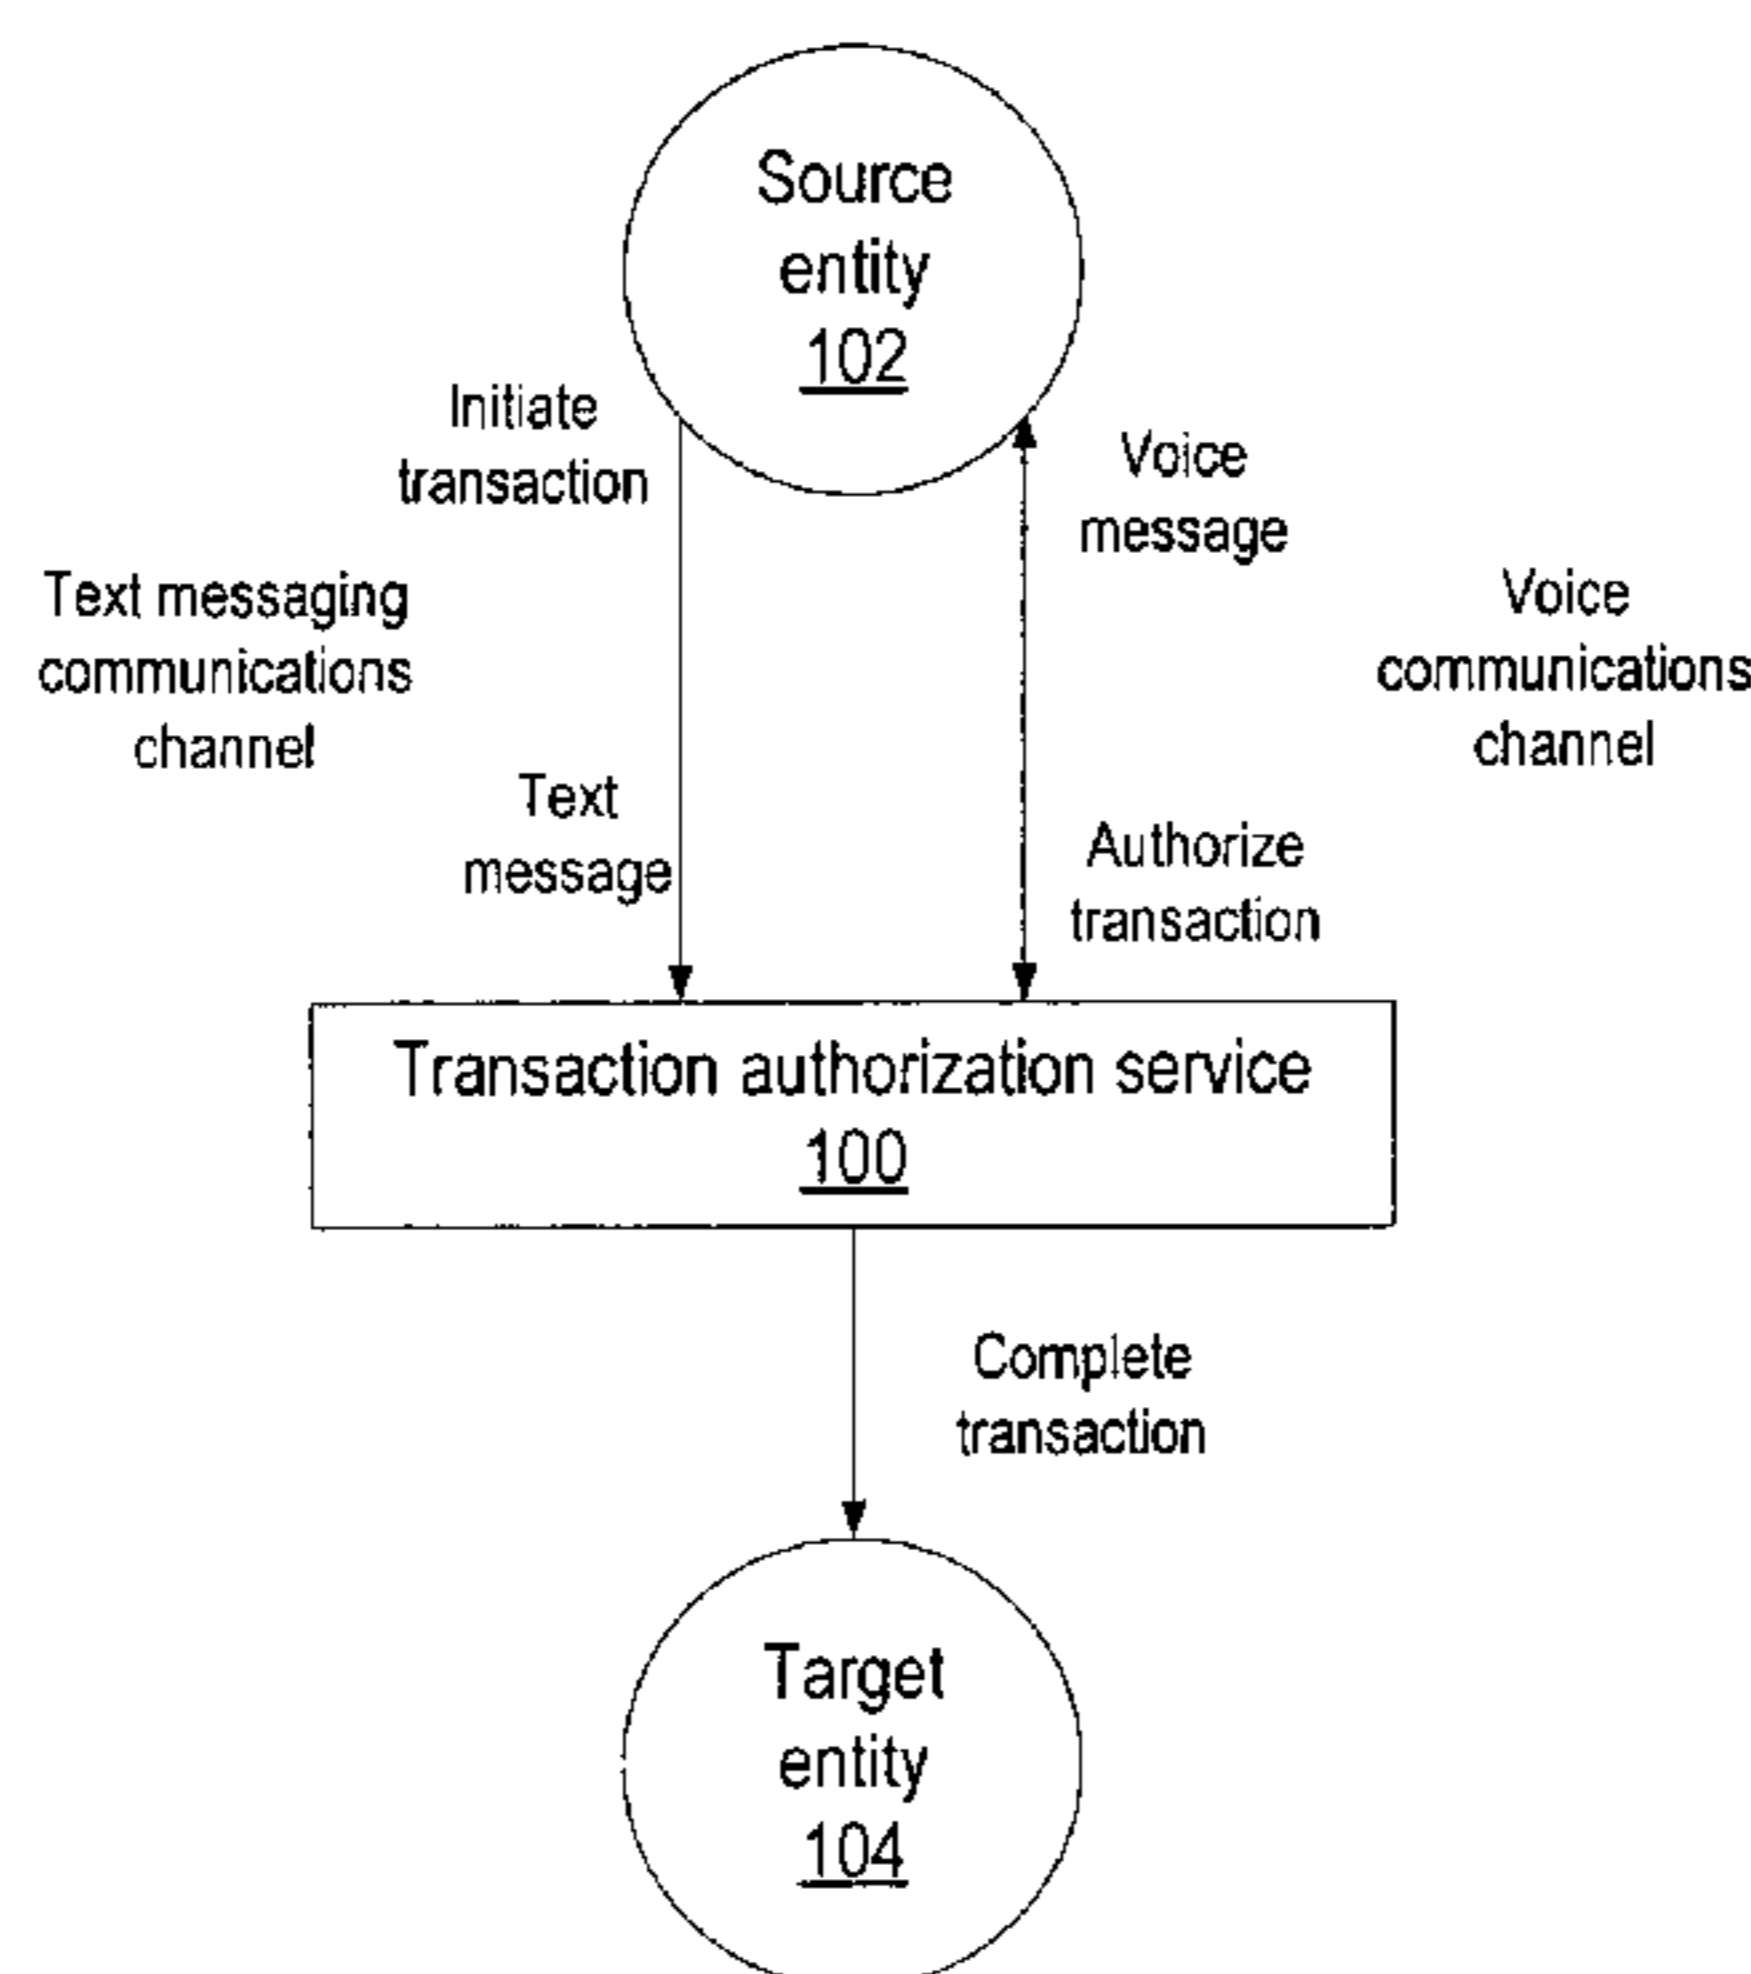 Source
entity
102
Initiate
transaction
Voice
message
Text messaging
communications
channel
Voice
communications
channel
Text
message
Authorize
transaction
Transaction authorization service
100
Complete
transaction
Target
entity
104